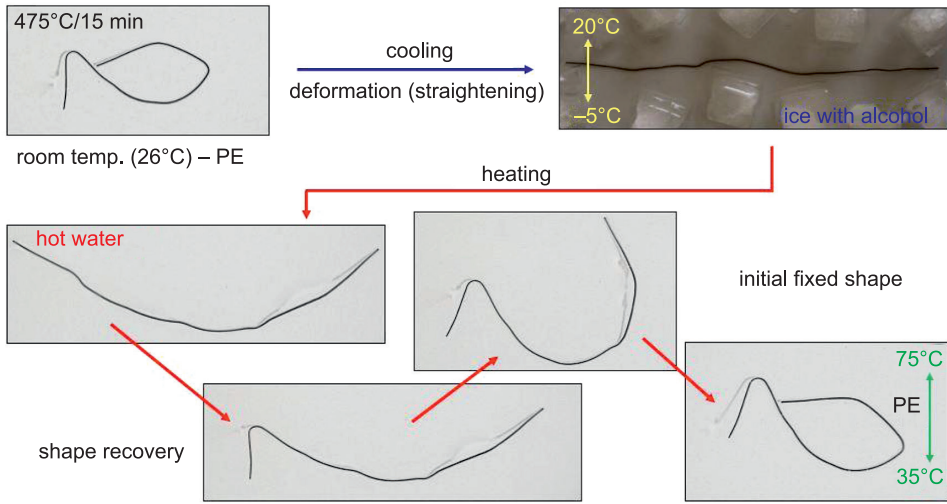 475°C/15 min
cooling
deformation (straightening)
20°C
–5°C
ice with alcohol
room temp. (26°C) – PE
heating
hot water
initial fixed shape
75°C
PE
35°C
shape recovery